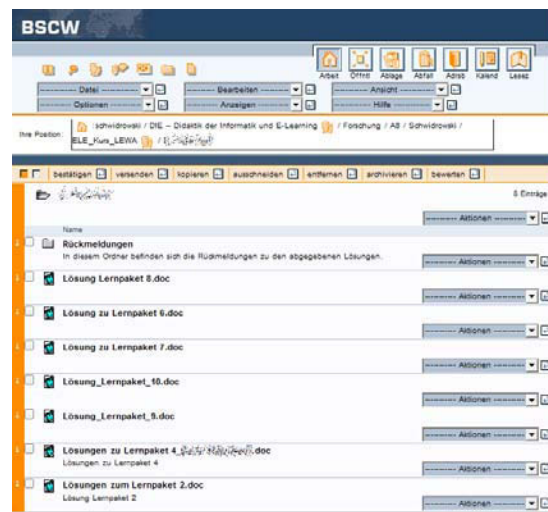 BSCW
Arbeit Öffntl Ablage Abfall Adrsb Kalend Lesez
Datei Bearbeiten Ansicht
Optionen Anzeigen Hilfe
Ihre Position: :schwidrowski / DIE – Didaktik der Informatik und E-Learning / Forschung / A8 / Schwidrowski /
ELE_Kurs_LEWA /
bestätigen versenden kopieren ausschneiden entfernen archivieren bewerten
8 Einträge
Aktionen
Name
Rückmeldungen
In diesem Ordner befinden sich die Rückmeldungen zu den abgegebenen Lösungen.
Aktionen
Lösung Lernpaket 8.doc
Aktionen
Lösung zu Lernpaket 6.doc
Aktionen
Lösung zu Lernpaket 7.doc
Aktionen
Lösung_Lernpaket_10.doc
Aktionen
Lösung_Lernpaket_9.doc
Aktionen
Lösungen zu Lernpaket 4_ .doc
Lösungen zu Lernpaket 4
Aktionen
Lösungen zum Lernpaket 2.doc
Lösung Lernpaket 2
Aktionen